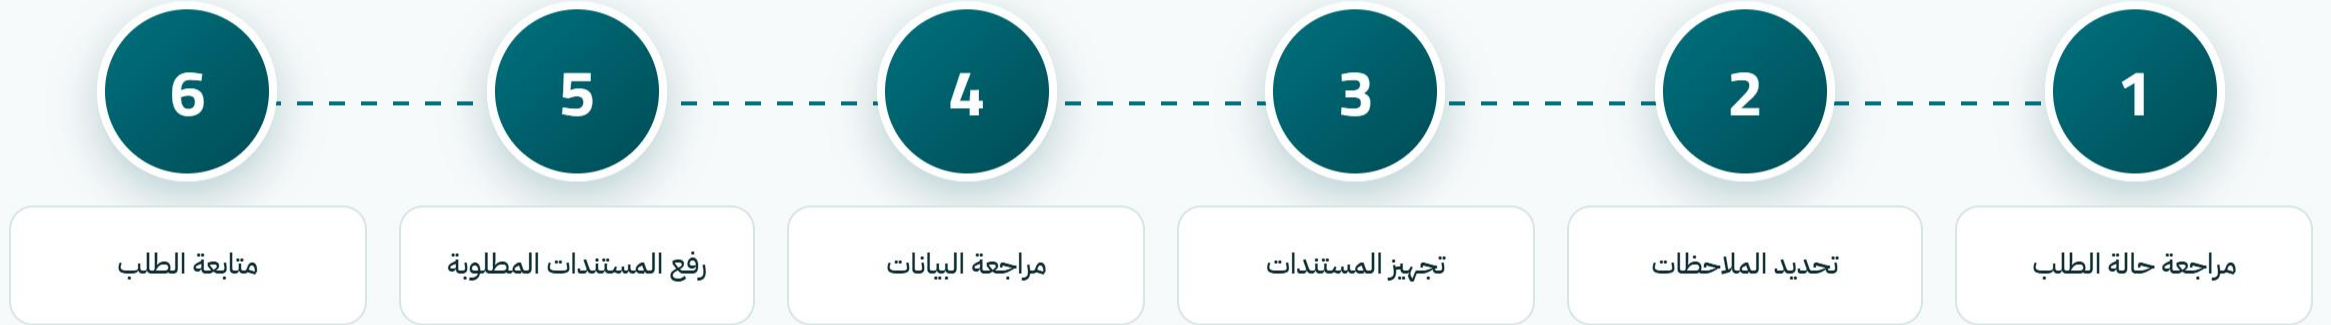 1
مراجعة حالة الطلب
2
تحديد الملاحظات
3
تجهيز المستندات
4
مراجعة البيانات
5
رفع المستندات المطلوبة
6
متابعة الطلب